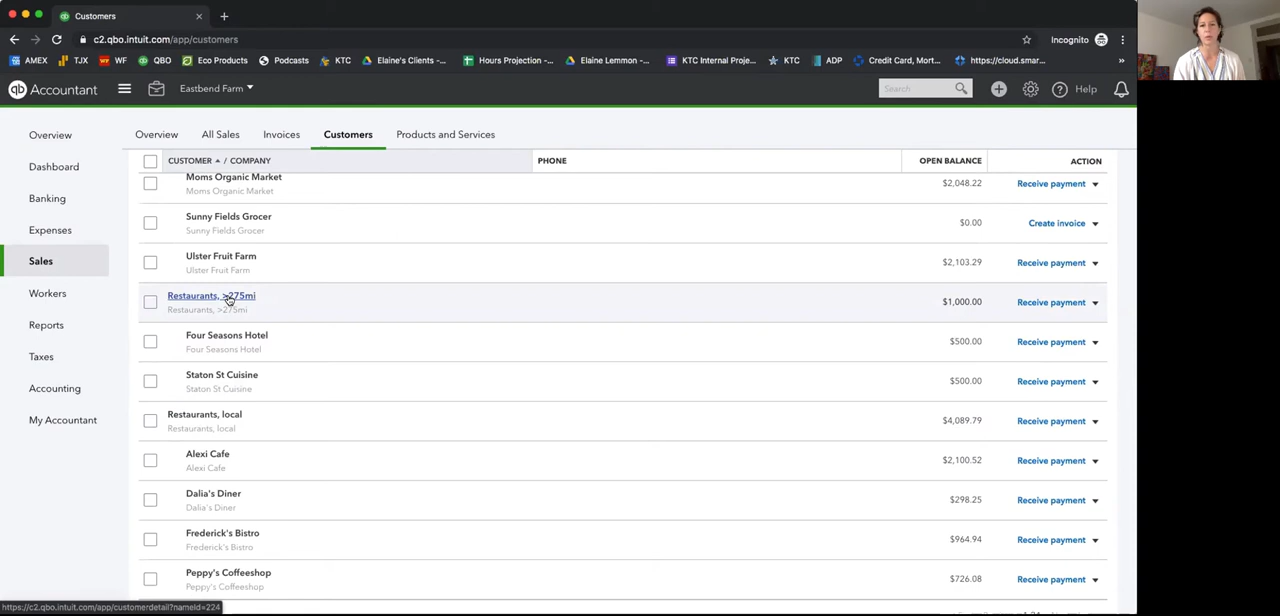 Customers
c2.qbo.intuit.com/app/customers
Incognito
AMEX
TJX
WF
QBO
Eco Products
Podcasts
KTC
Elaine's Clients -...
Hours Projection -...
Elaine Lemmon -...
KTC Internal Proje...
KTC
ADP
Credit Card, Mort...
https://cloud.smar...
»
qb Accountant
Eastbend Farm
Search
Help
Overview
Dashboard
Banking
Expenses
Sales
Workers
Reports
Taxes
Accounting
My Accountant
Overview
All Sales
Invoices
Customers
Products and Services
CUSTOMER / COMPANY PHONE OPEN BALANCE ACTION
Moms Organic Market $2,048.22 Receive payment
Moms Organic Market
Sunny Fields Grocer $0.00 Create invoice
Sunny Fields Grocer
Ulster Fruit Farm $2,103.29 Receive payment
Ulster Fruit Farm
Restaurants, >275mi $1,000.00 Receive payment
Restaurants, >275mi
Four Seasons Hotel $500.00 Receive payment
Four Seasons Hotel
Staton St Cuisine $500.00 Receive payment
Staton St Cuisine
Restaurants, local $4,089.79 Receive payment
Restaurants, local
Alexi Cafe $2,100.52 Receive payment
Alexi Cafe
Dalia's Diner $298.25 Receive payment
Dalia's Diner
Frederick's Bistro $964.94 Receive payment
Frederick's Bistro
Peppy's Coffeeshop $726.08 Receive payment
Peppy's Coffeeshop
https://c2.qbo.intuit.com/app/customerdetail?nameId=224